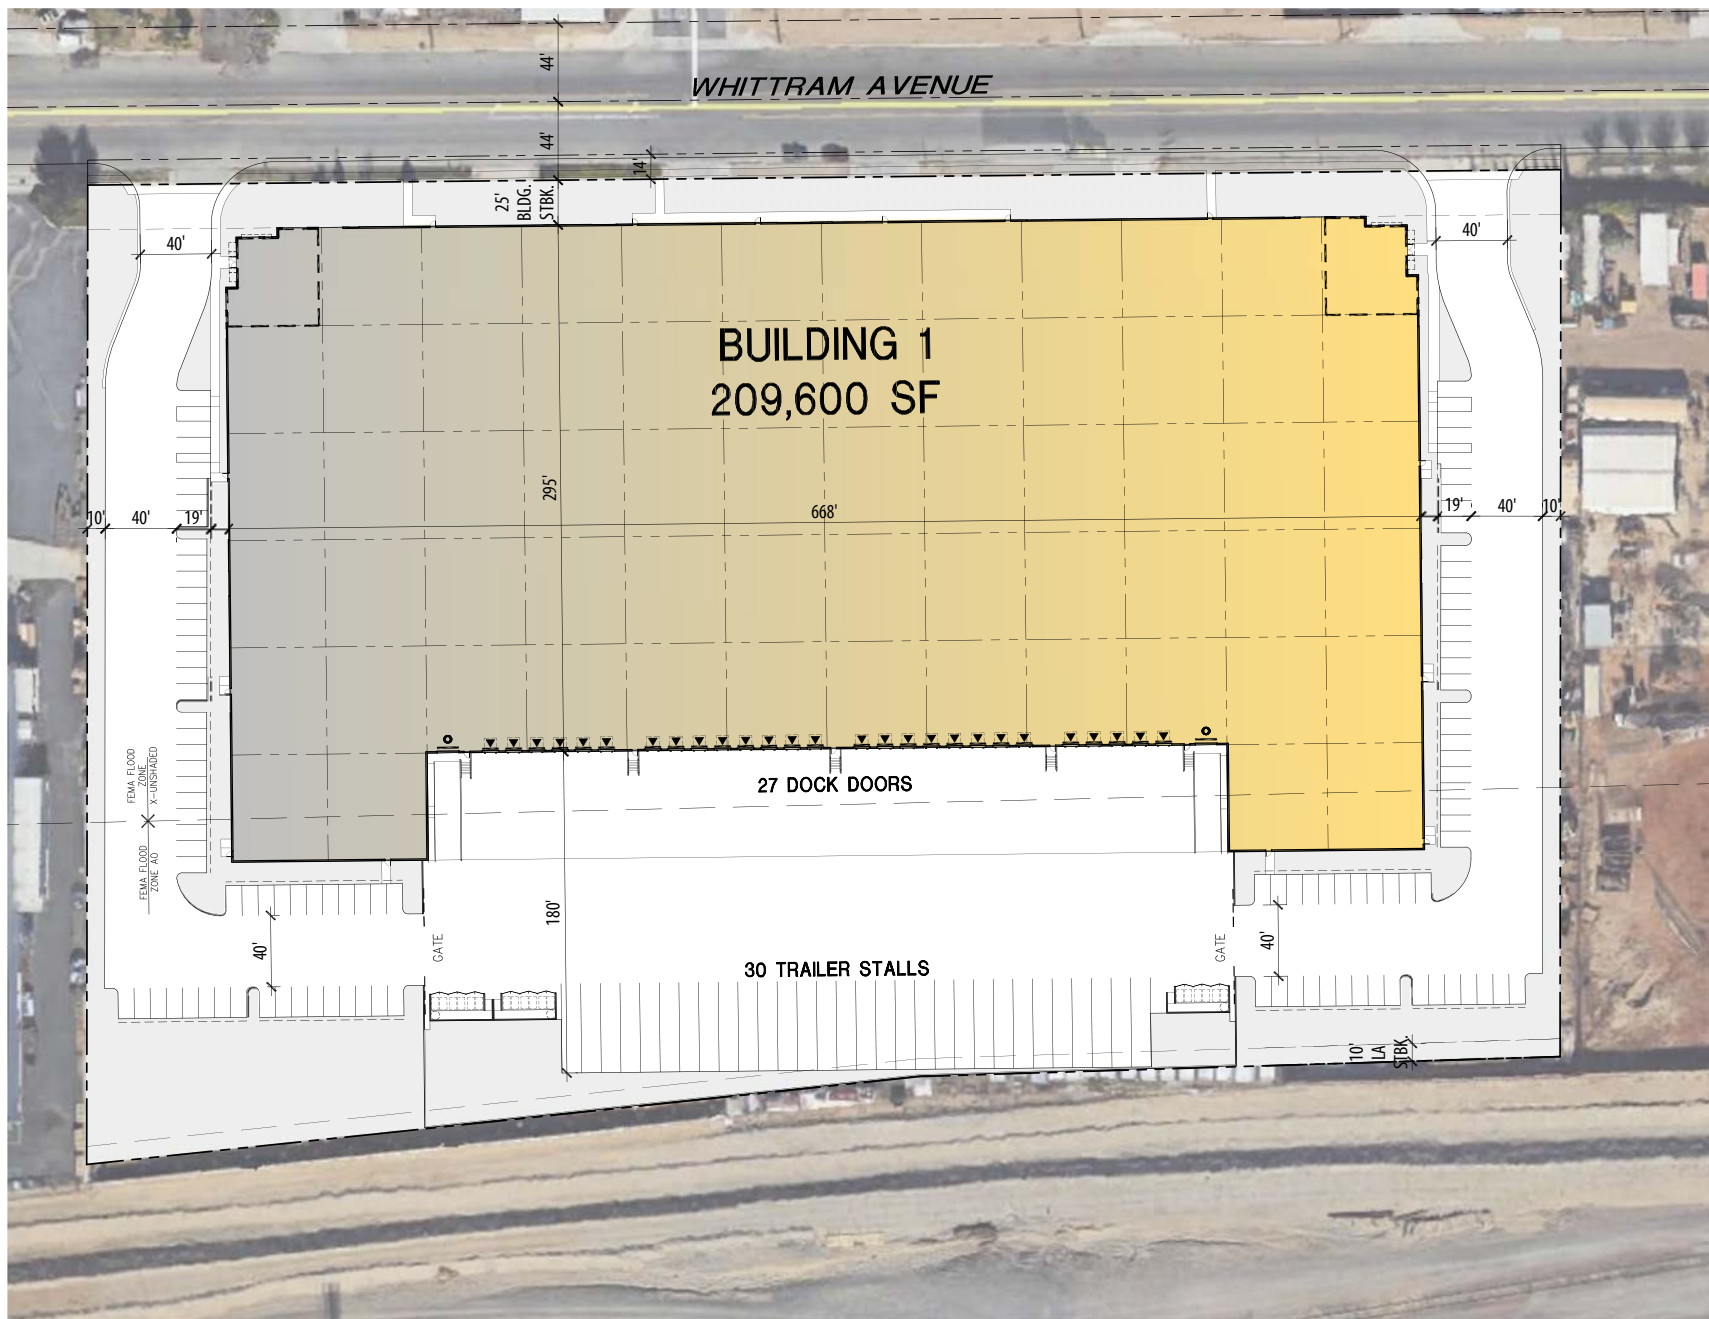 44'
WHITTRAM AVENUE
44'
14'
25'
BLDG.
STBK.
40'
40'
BUILDING 1
209,600 SF
295'
668'
10'
40'
19'
19'
40'
10'
FEMA FLOOD
ZONE
X-UNSHADED
FEMA FLOOD
ZONE AO
27 DOCK DOORS
180'
40'
GATE
GATE
40'
30 TRAILER STALLS
10'
LA
STBK.